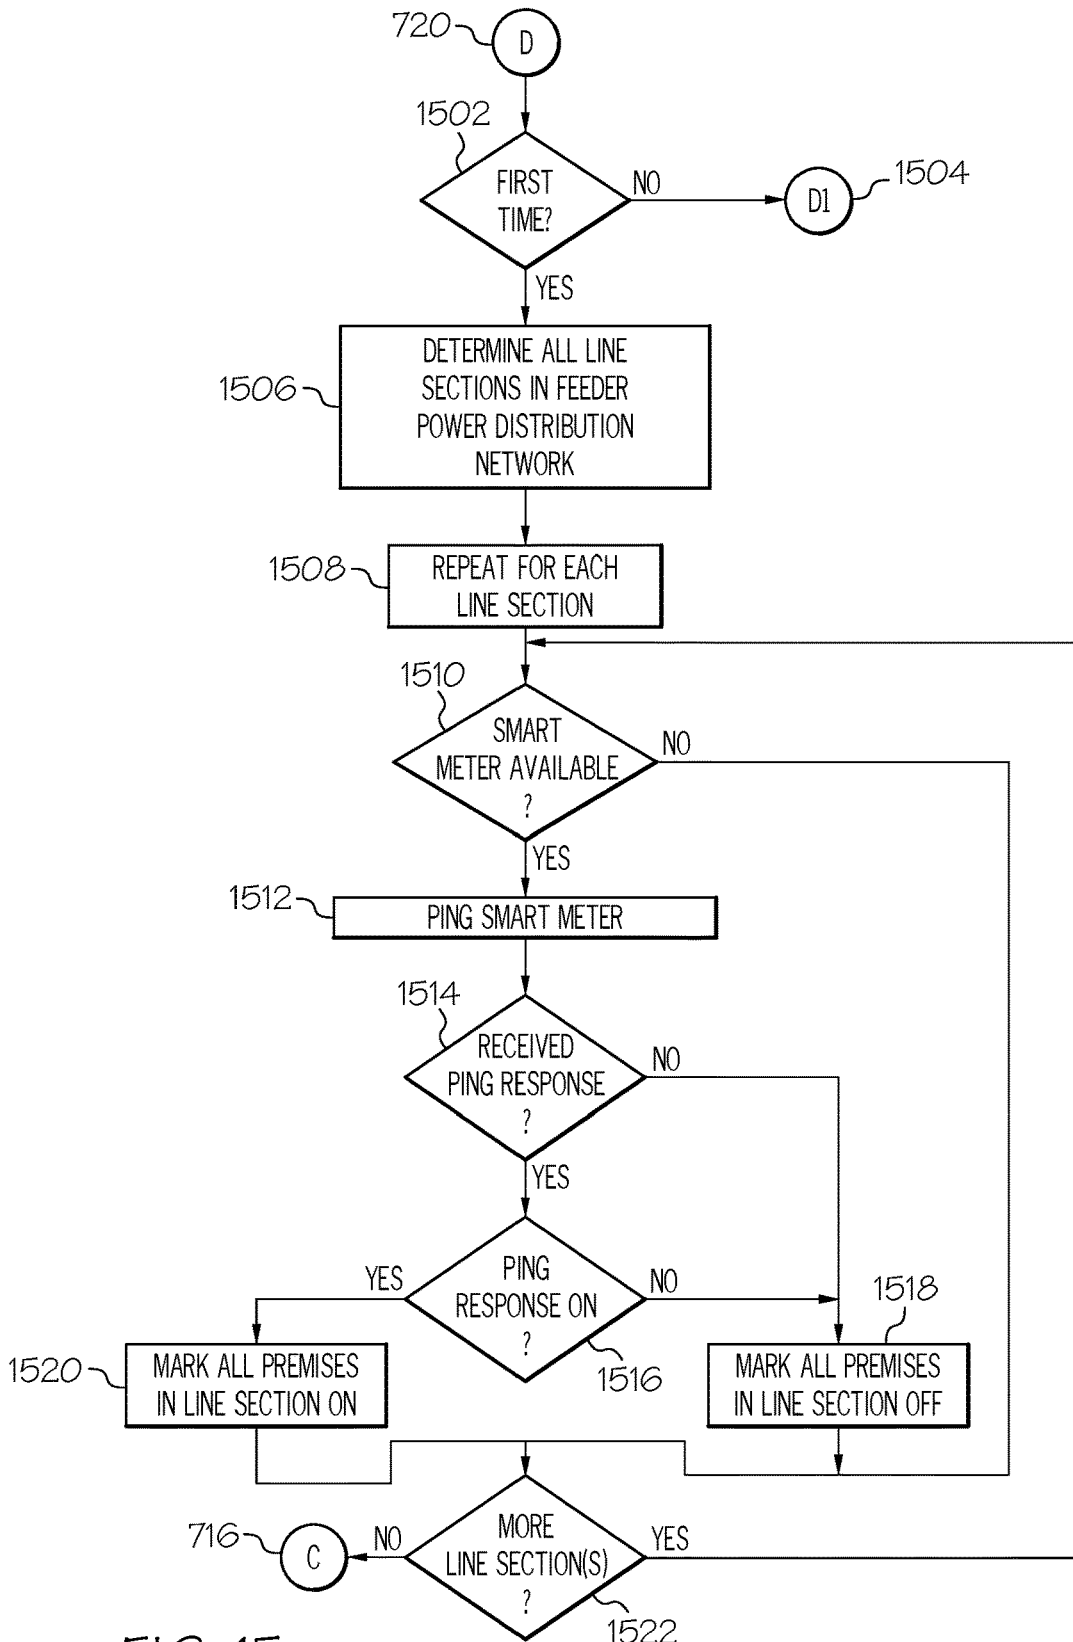 720
D
1502
FIRST
TIME?
NO
D1
1504
YES
1506
DETERMINE ALL LINE
SECTIONS IN FEEDER
POWER DISTRIBUTION
NETWORK
1508
REPEAT FOR EACH
LINE SECTION
1510
SMART
METER AVAILABLE
?
NO
YES
1512
PING SMART METER
1514
RECEIVED
PING RESPONSE
?
NO
YES
PING
RESPONSE ON
?
YES
NO
1516
1518
1520
MARK ALL PREMISES
IN LINE SECTION ON
MARK ALL PREMISES
IN LINE SECTION OFF
716
C
NO
MORE
LINE SECTION(S)
?
YES
1522